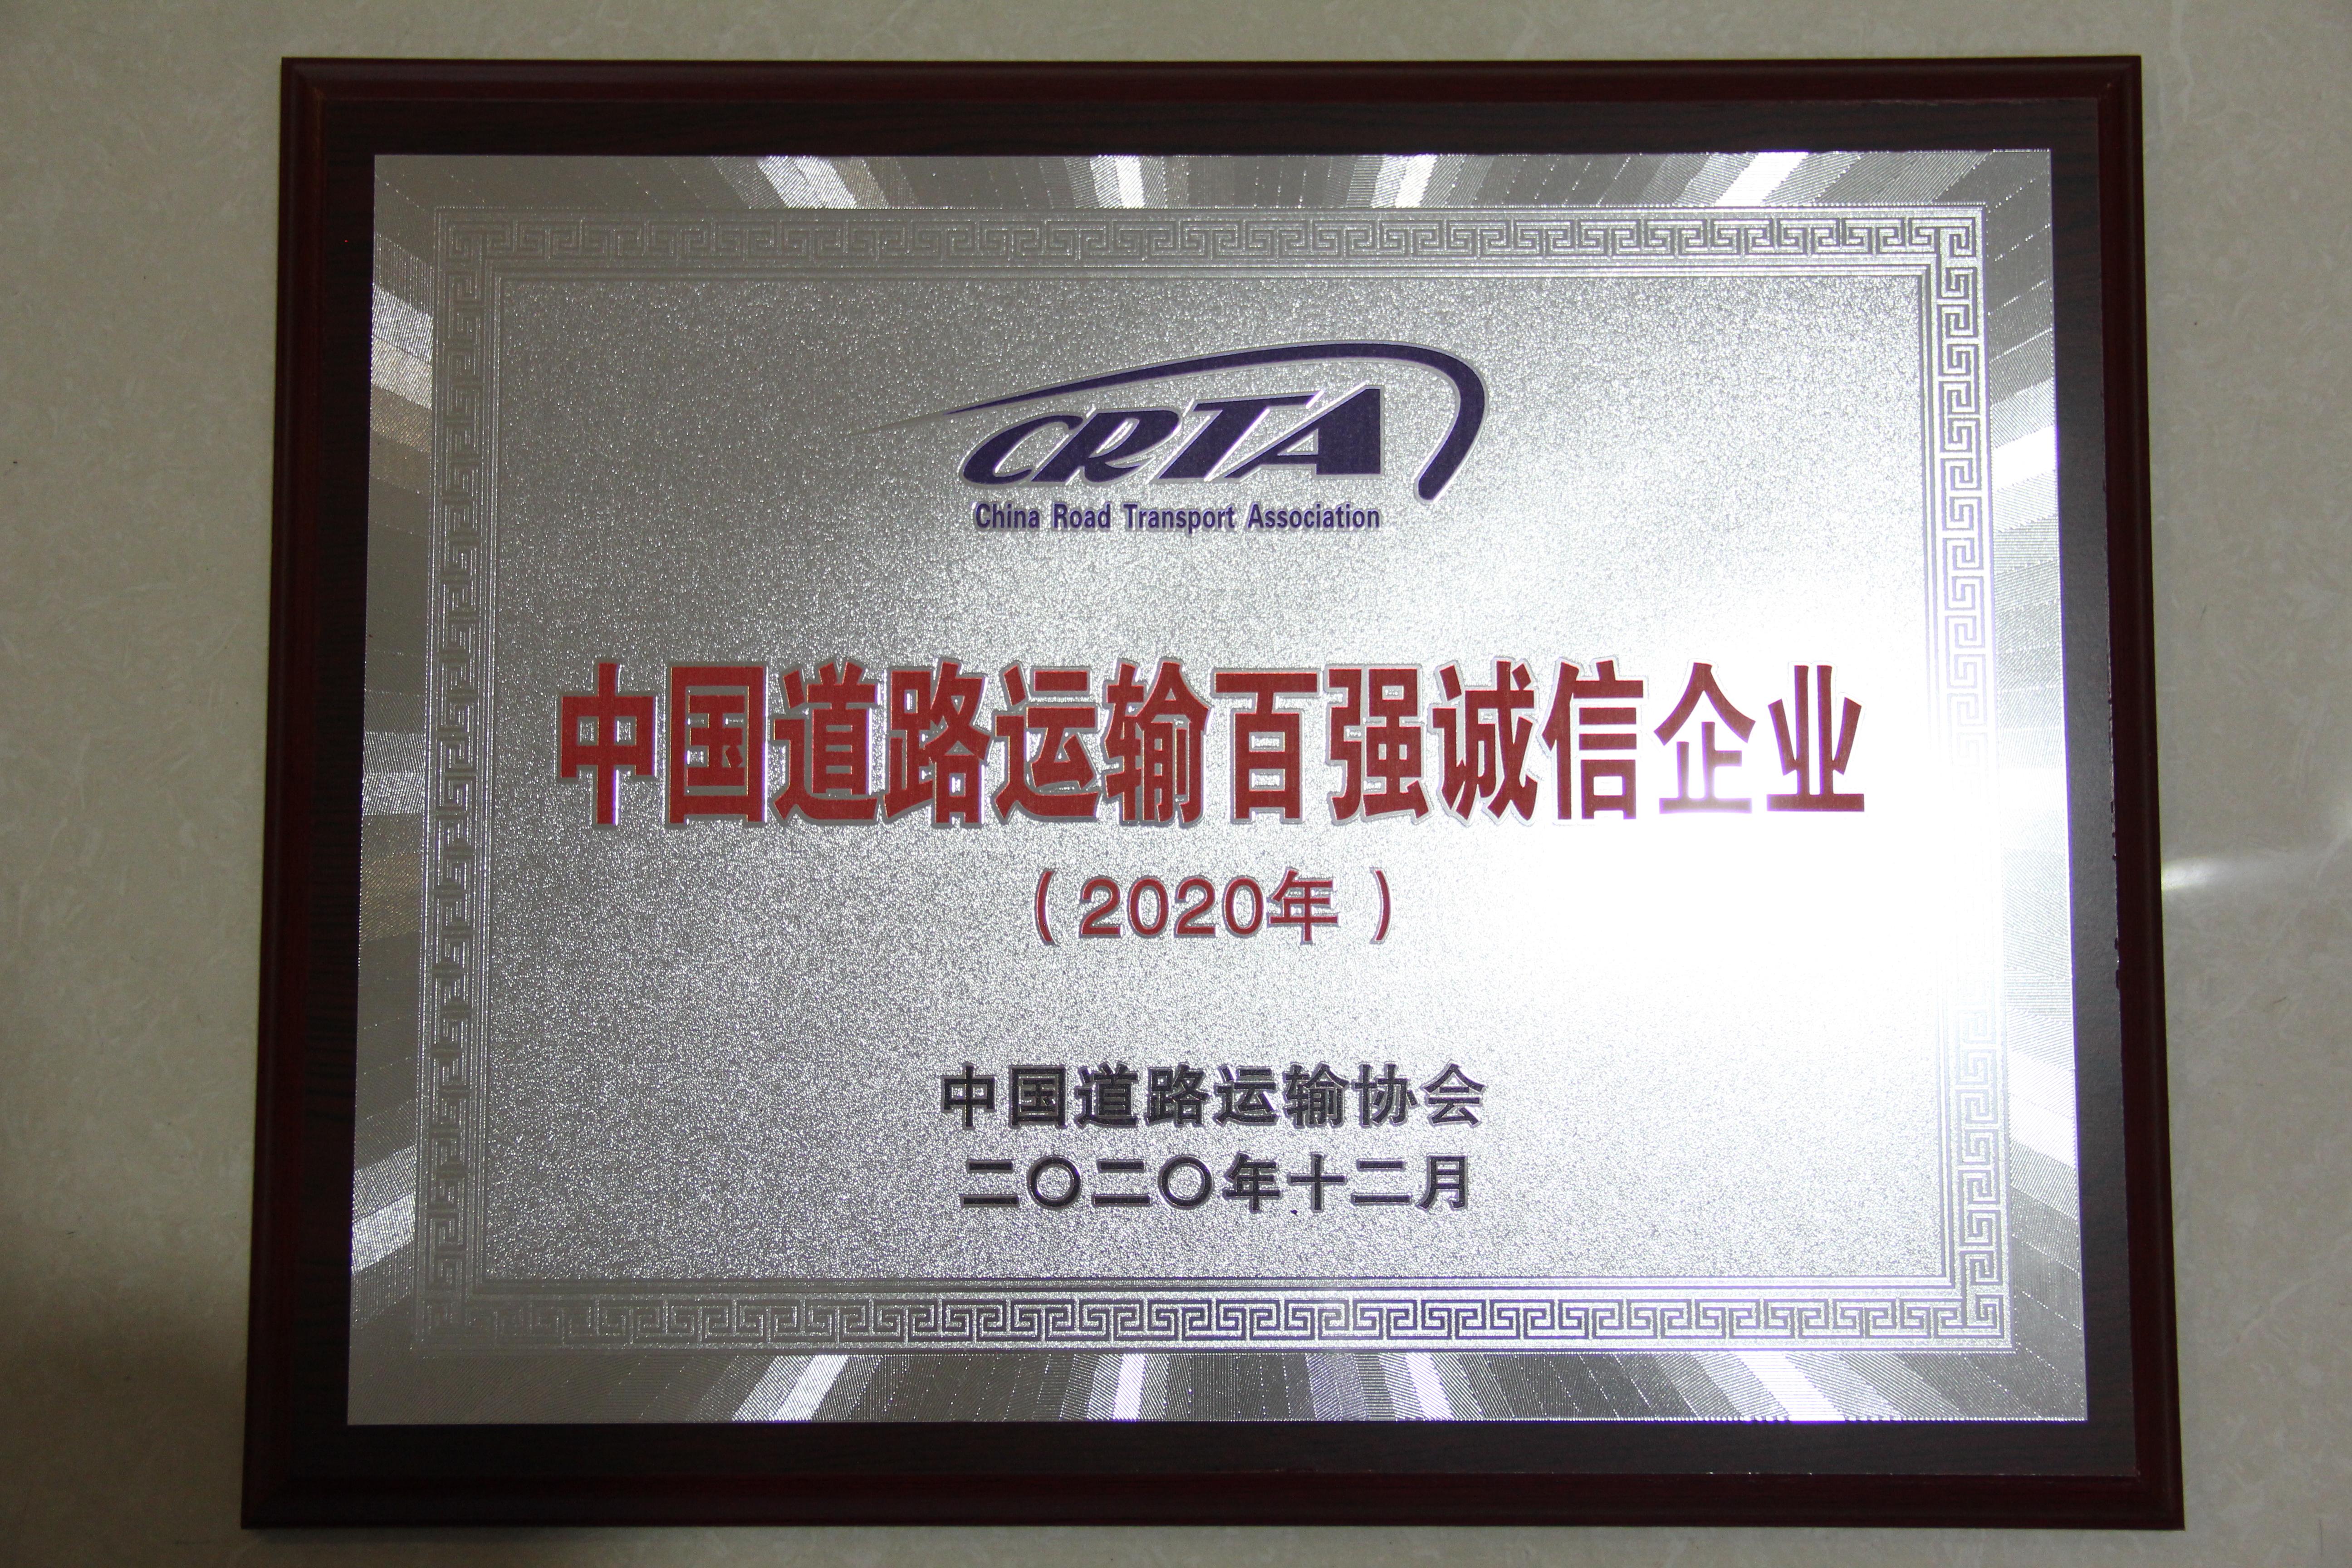 CRTA
China Road Transport Association
中国道路运输百强诚信企业
（2020年）
中国道路运输协会
二〇二〇年十二月